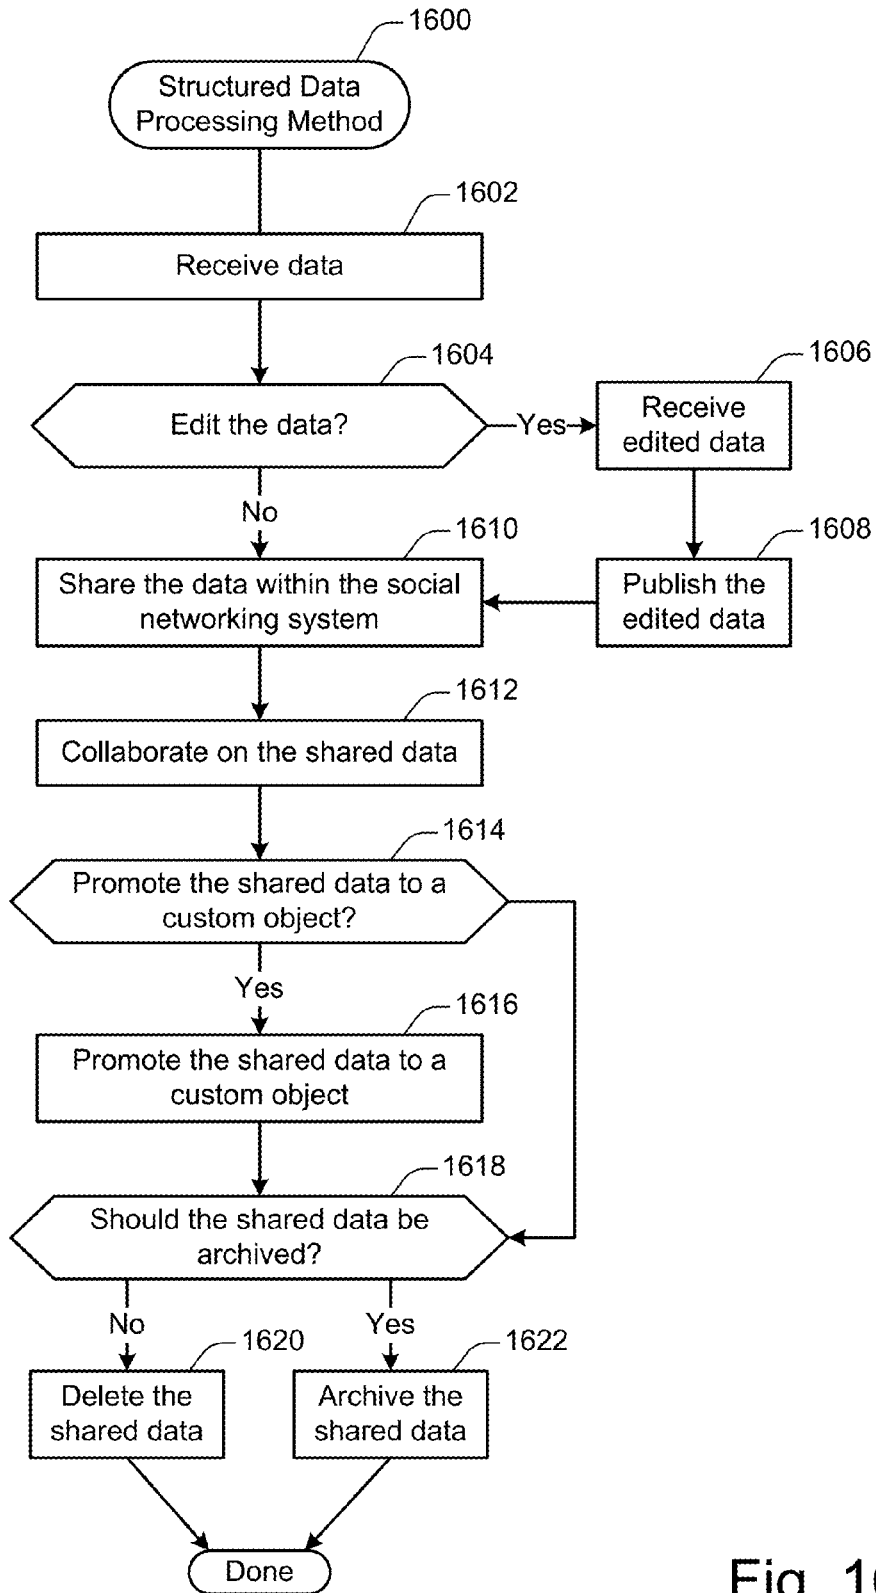 1600
Structured Data
Processing Method
1602
Receive data
1604
Edit the data?
Yes
1606
Receive
edited data
No
1610
Share the data within the social
networking system
1608
Publish the
edited data
1612
Collaborate on the shared data
1614
Promote the shared data to a
custom object?
Yes
1616
Promote the shared data to a
custom object
1618
Should the shared data be
archived?
No
Yes
1620
Delete the
shared data
1622
Archive the
shared data
Done
Fig. 16